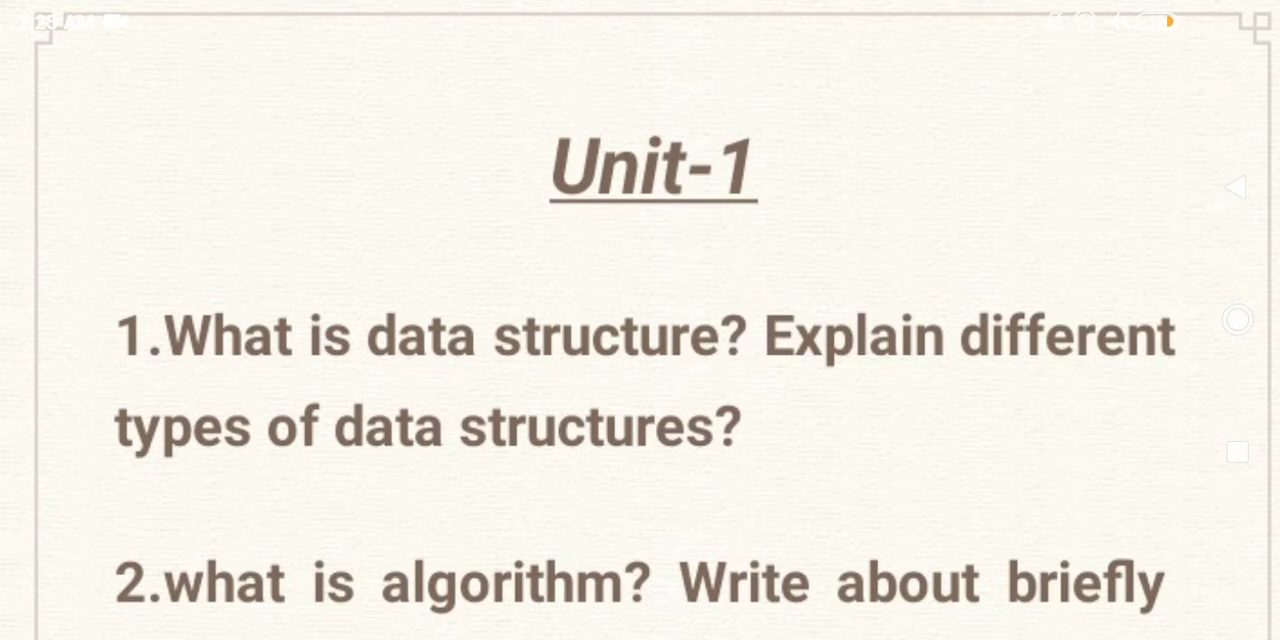 Unit-1
1.What is data structure? Explain different
types of data structures?
2.what is algorithm? Write about briefly